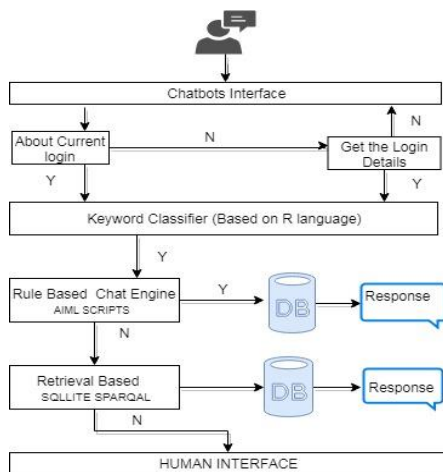 Chatbots Interface
N
About Current
login
N
Get the Login
Details
Y
Y
Keyword Classifier (Based on R language)
Y
Rule Based Chat Engine
AIML SCRIPTS
Y
DB
Response
N
Retrieval Based
SQLLITE SPARQAL
DB
Response
N
HUMAN INTERFACE